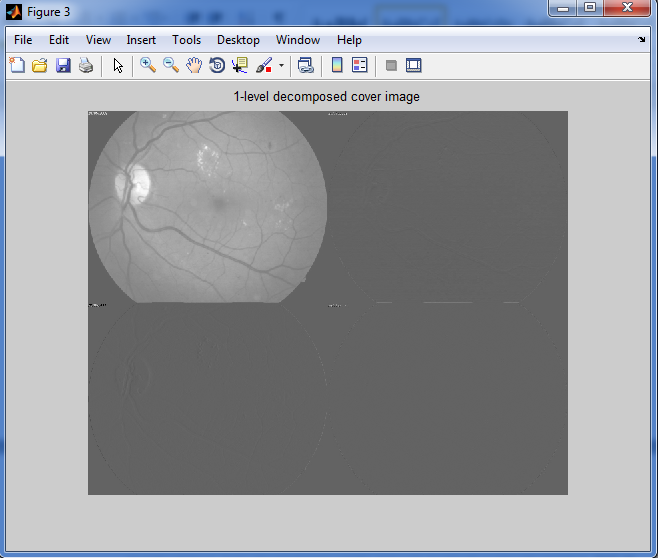 Figure 3
File Edit View Insert Tools Desktop Window Help
1-level decomposed cover image